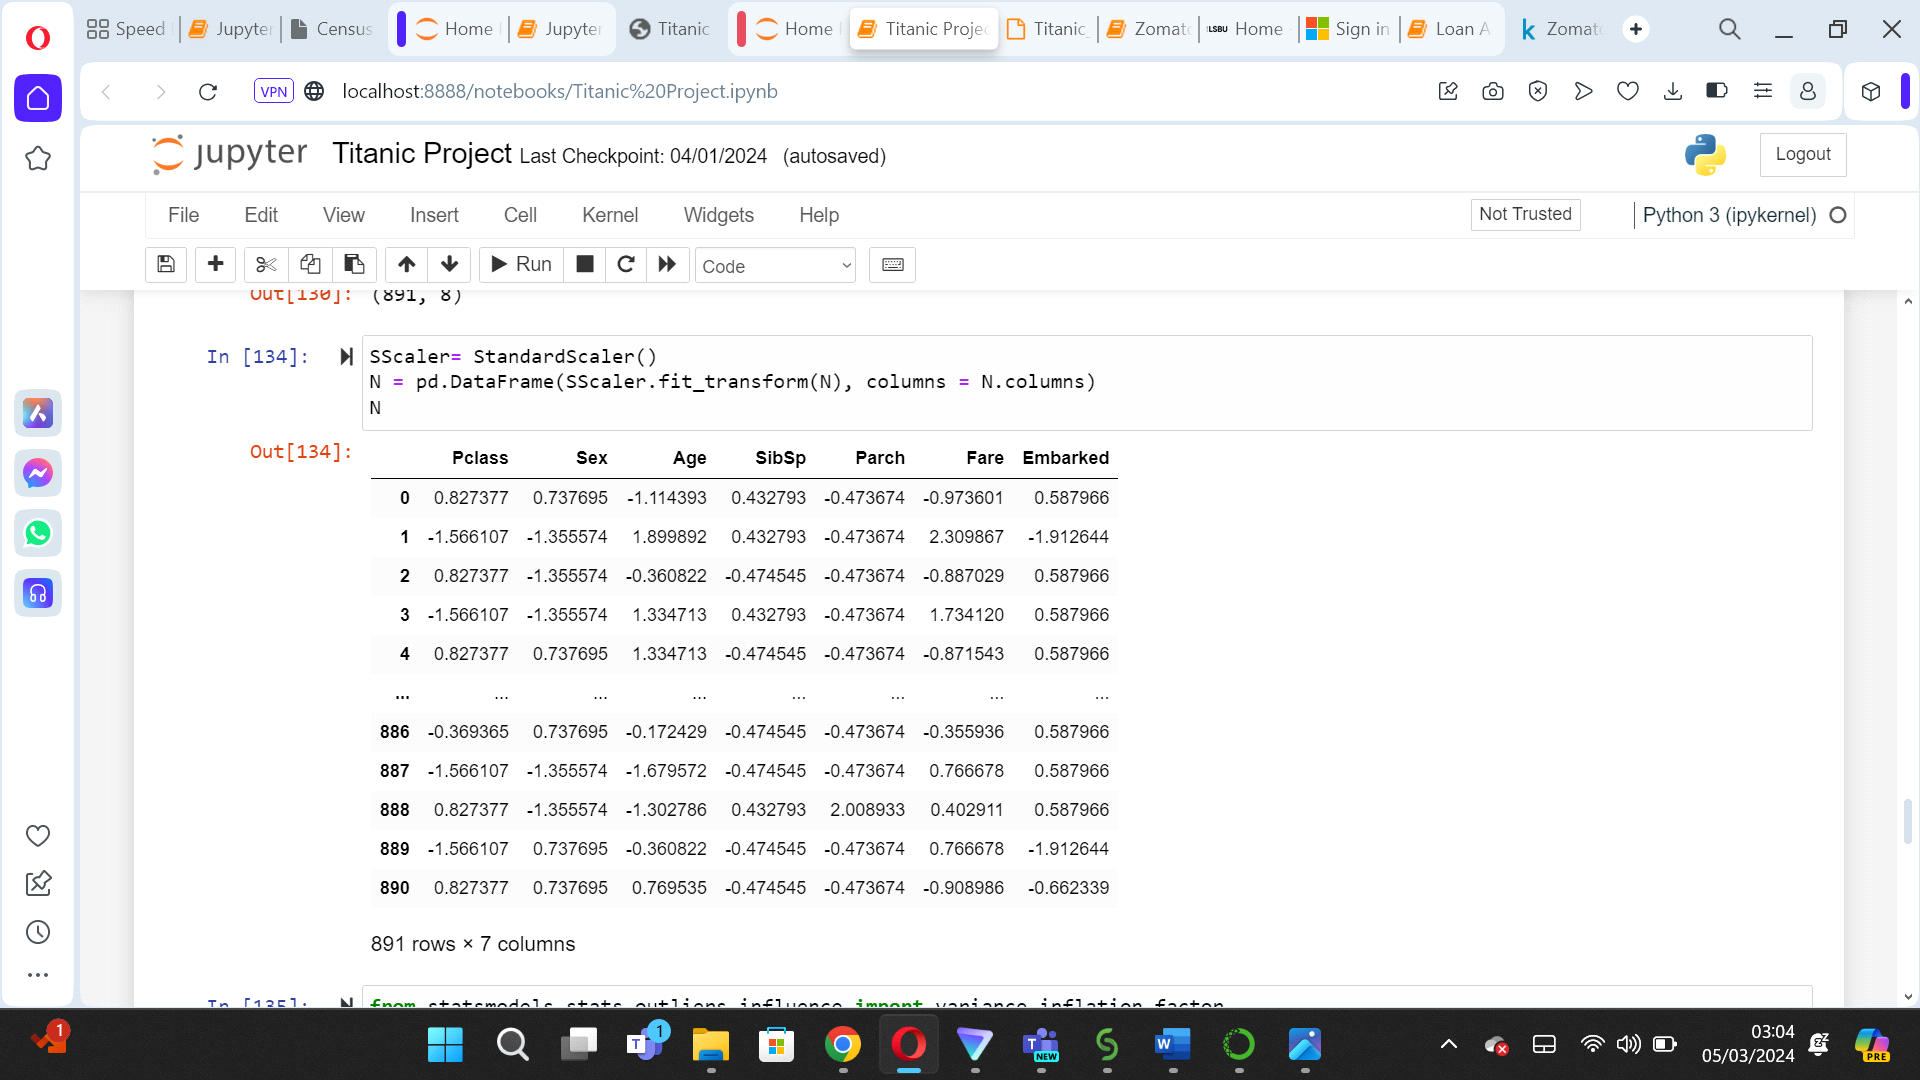 Speed Jupyter Census Home Jupyter Titanic Home Titanic Projec Titanic_ Zomat LSBU Home Sign in Loan A Zomat
VPN localhost:8888/notebooks/Titanic%20Project.ipynb
jupyter Titanic Project Last Checkpoint: 04/01/2024 (autosaved) Logout
File Edit View Insert Cell Kernel Widgets Help Not Trusted Python 3 (ipykernel)
Run Code
Out[130]: (891, 8)
In [134]: SScaler= StandardScaler()
N = pd.DataFrame(SScaler.fit_transform(N), columns = N.columns)
N
Out[134]:
Pclass Sex Age SibSp Parch Fare Embarked
0 0.827377 0.737695 -1.114393 0.432793 -0.473674 -0.973601 0.587966
1 -1.566107 -1.355574 1.899892 0.432793 -0.473674 2.309867 -1.912644
2 0.827377 -1.355574 -0.360822 -0.474545 -0.473674 -0.887029 0.587966
3 -1.566107 -1.355574 1.334713 0.432793 -0.473674 1.734120 0.587966
4 0.827377 0.737695 1.334713 -0.474545 -0.473674 -0.871543 0.587966
... ... ... ... ... ... ... ...
886 -0.369365 0.737695 -0.172429 -0.474545 -0.473674 -0.355936 0.587966
887 -1.566107 -1.355574 -1.679572 -0.474545 -0.473674 0.766678 0.587966
888 0.827377 -1.355574 -1.302786 0.432793 2.008933 0.402911 0.587966
889 -1.566107 0.737695 -0.360822 -0.474545 -0.473674 0.766678 -1.912644
890 0.827377 0.737695 0.769535 -0.474545 -0.473674 -0.908986 -0.662339
891 rows × 7 columns
In [135]: from statsmodels.stats.outliers_influence import variance_inflation_factor
1 1 NEW 03:04 PRE
05/03/2024